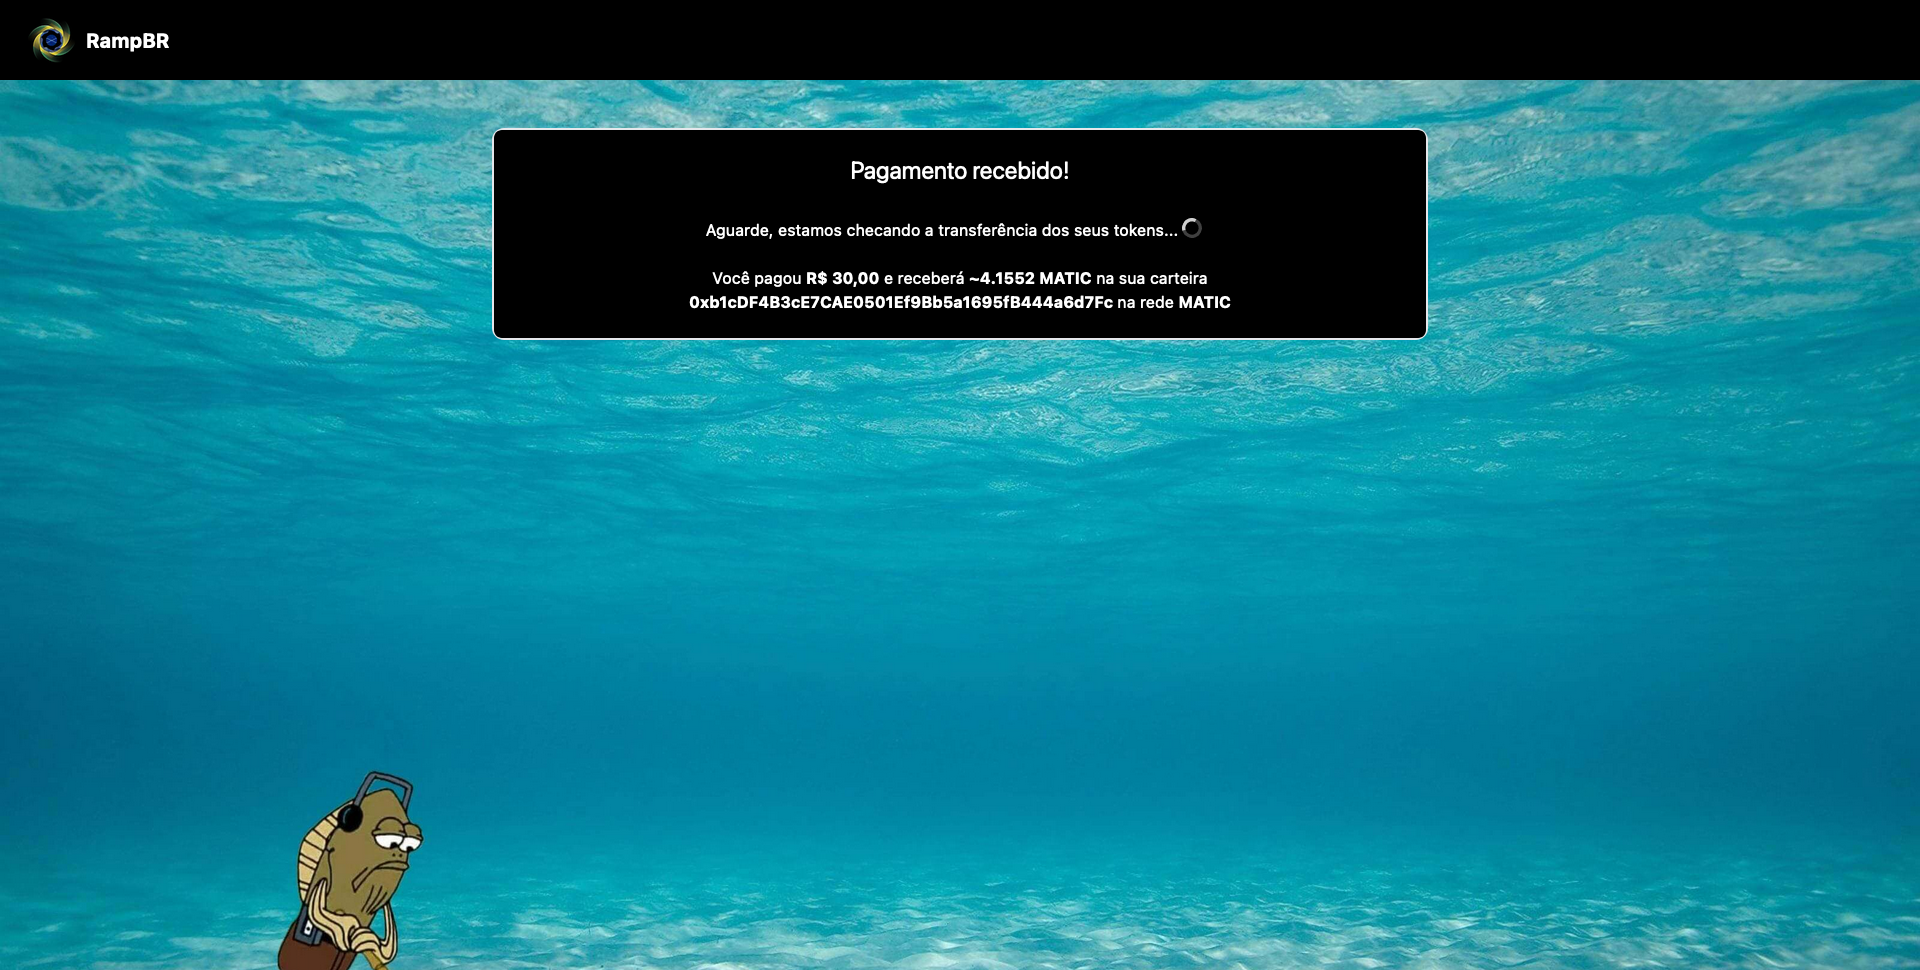 RampBR
Pagamento recebido!
Aguarde, estamos checando a transferência dos seus tokens...
Você pagou R$ 30,00 e receberá ~4.1552 MATIC na sua carteira
0xb1cDF4B3cE7CAE0501Ef9Bb5a1695fB444a6d7Fc na rede MATIC